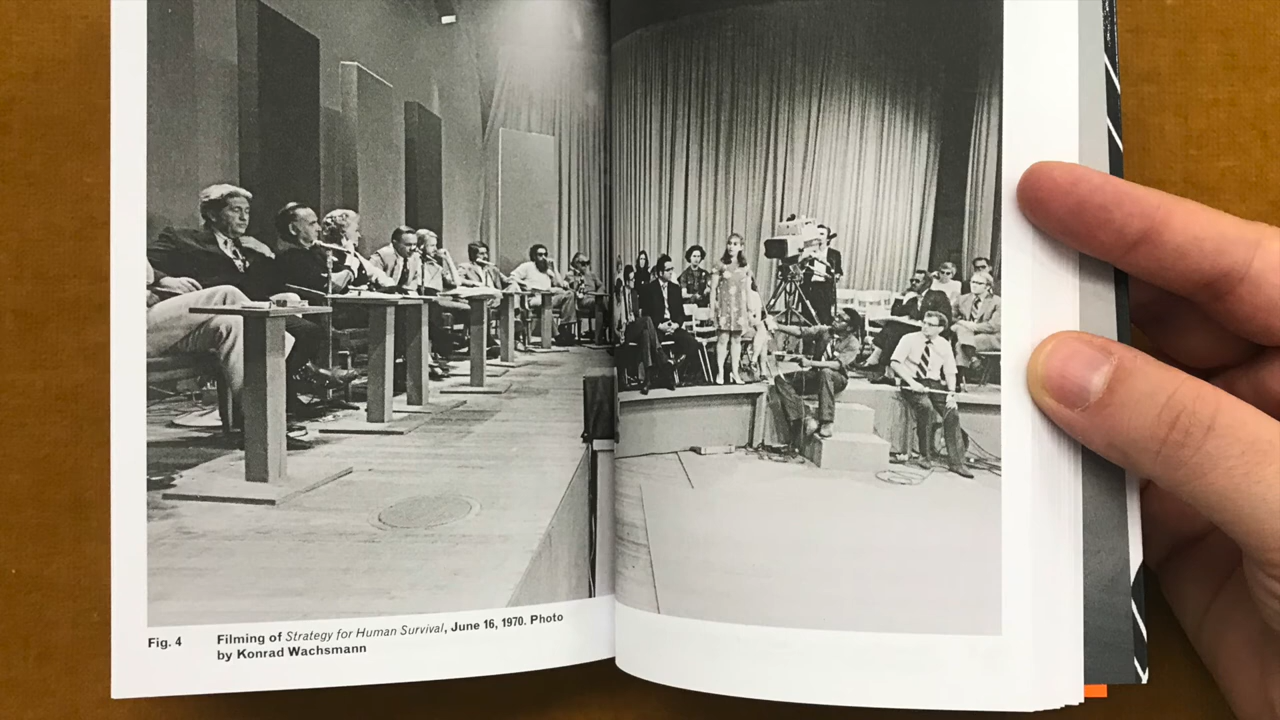 Fig. 4 Filming of Strategy for Human Survival, June 16, 1970. Photo
by Konrad Wachsmann